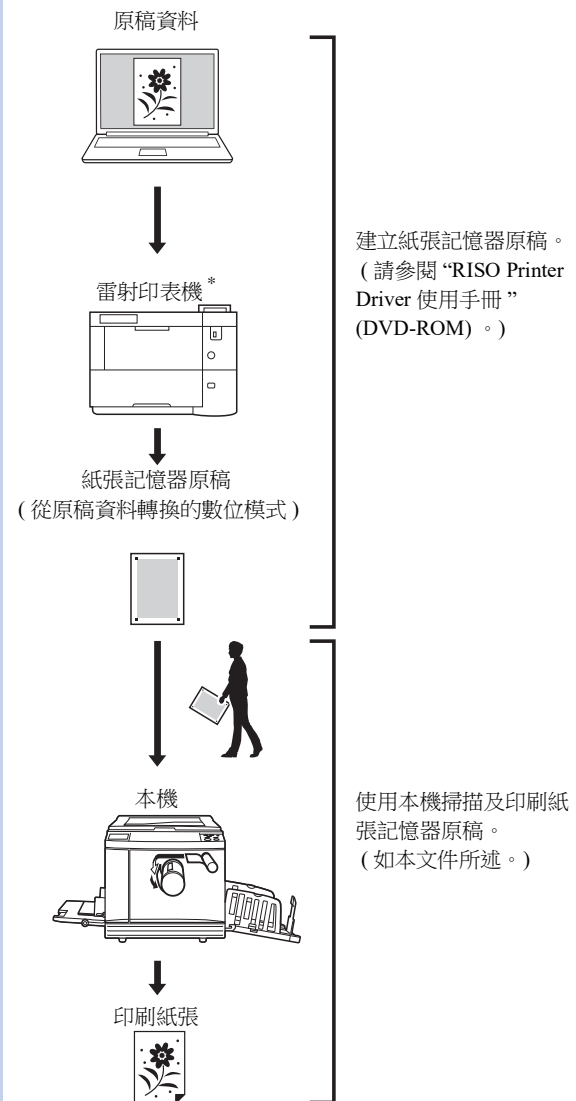 原稿資料
雷射印表機*
紙張記憶器原稿
(從原稿資料轉換的數位模式)
建立紙張記憶器原稿。
(請參閱 “RISO Printer
Driver 使用手冊”
(DVD-ROM) 。)
本機
印刷紙張
使用本機掃描及印刷紙
張記憶器原稿。
(如本文件所述。)